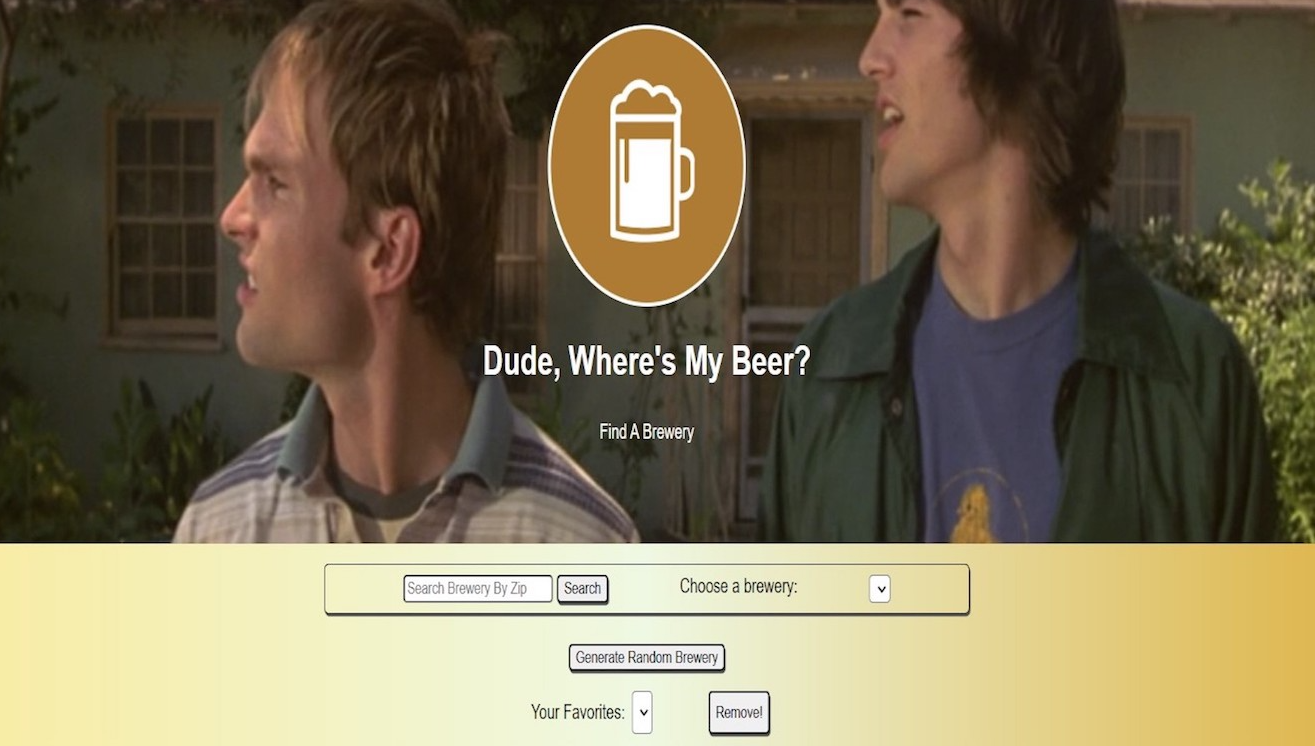 Dude, Where's My Beer?
Find A Brewery
Search Brewery By Zip
Search
Choose a brewery:
Generate Random Brewery
Your Favorites:
Remove!